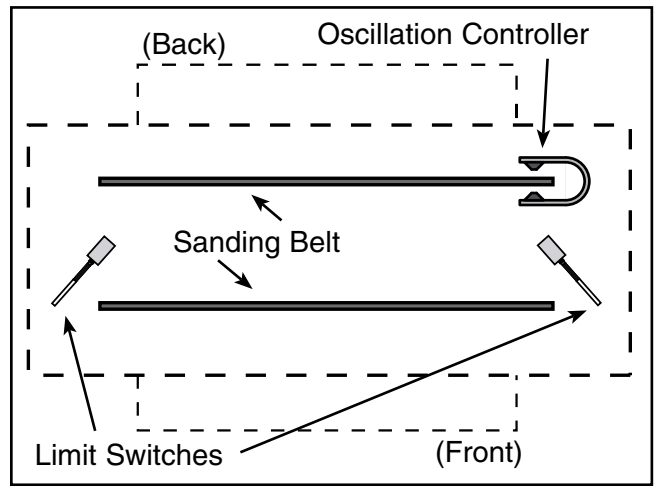 (Back)
Oscillation Controller
Sanding Belt
Limit Switches
(Front)